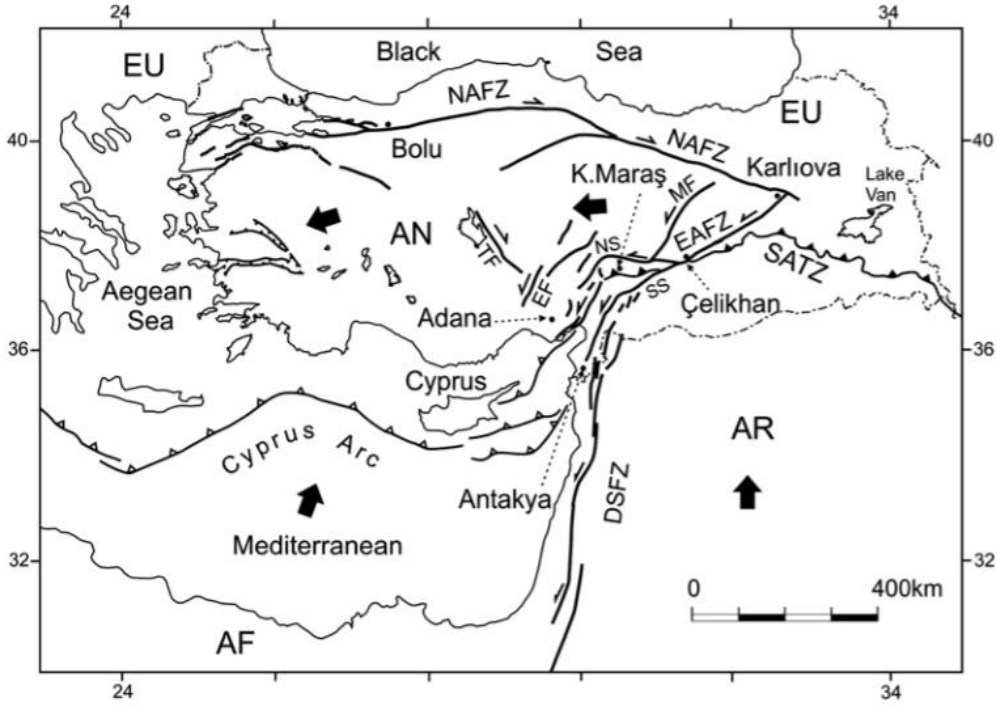 24
34
EU
Black
Sea
NAFZ
EU
40
40
Bolu
NAFZ
K.Maraş
Karlıova
MF
Lake
Van
AN
EAFZ
TF
NS
SATZ
Aegean
Sea
EF
SS
Çelikhan
Adana
36
36
Cyprus
Cyprus Arc
AR
Antakya
DSFZ
Mediterranean
32
32
0
400km
AF
24
34